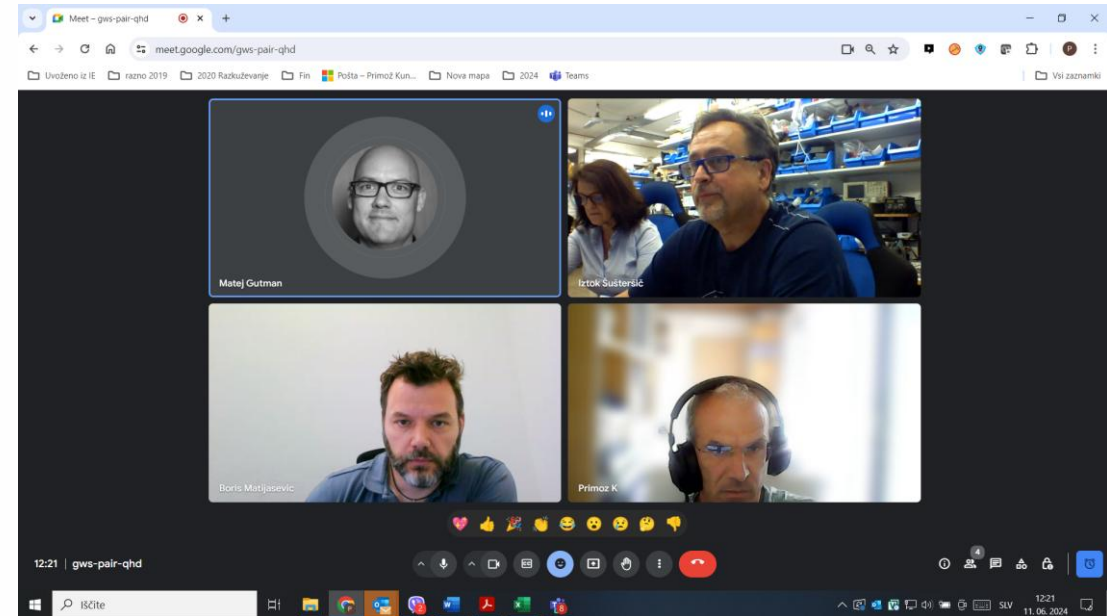 Meet – gws-pair-qhd
meet.google.com/gws-pair-qhd
P
Uvoženo iz IE
razno 2019
2020 Razkuževanje
Fin
Pošta – Primož Kun...
Nova mapa
2024
Teams
Vsi zaznamki
Matej Gutman
Iztok Šušteršič
Boris Matijasevic
Primoz K
12:21 | gws-pair-qhd
4
Iščite
SLV
12:21
11. 06. 2024